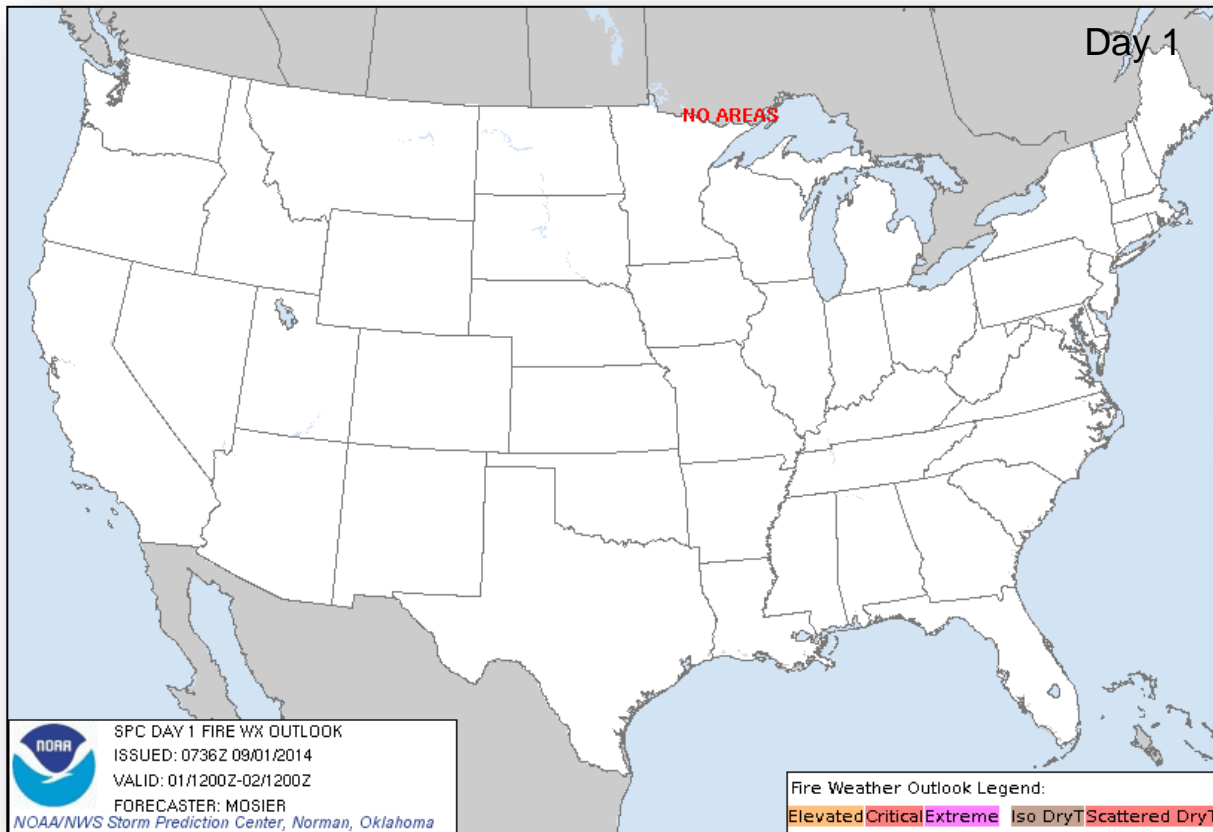 Day 1
NO AREAS
NOAA
SPC DAY 1 FIRE WX OUTLOOK
ISSUED: 0736Z 09/01/2014
VALID: 01/1200Z-02/1200Z
FORECASTER: MOSIER
NOAA/NWS Storm Prediction Center, Norman, Oklahoma
Fire Weather Outlook Legend:
Elevated Critical Extreme Iso DryT Scattered DryT